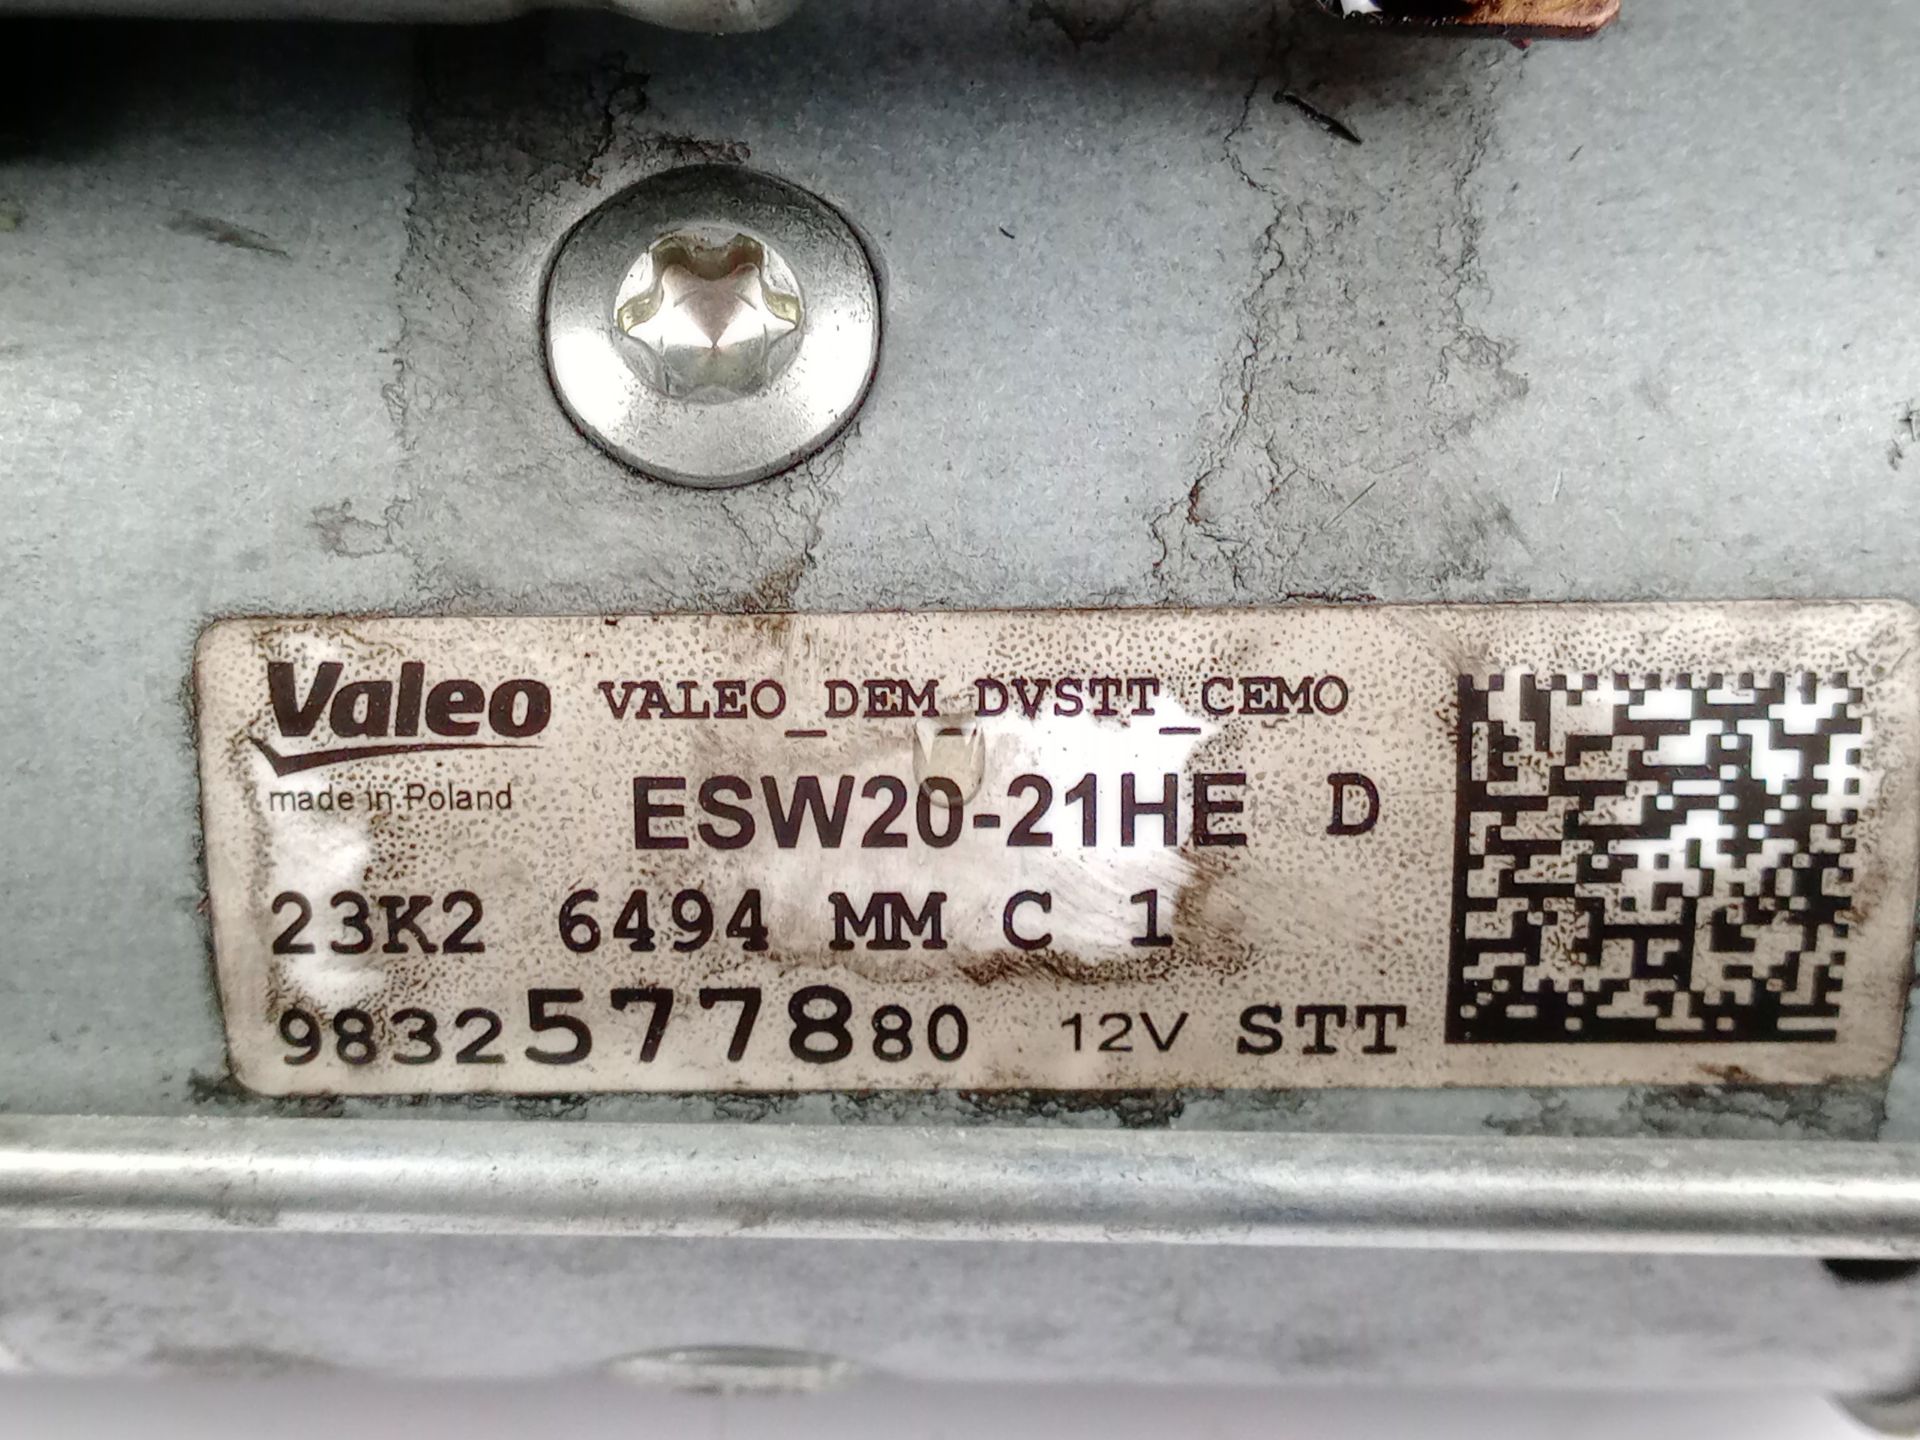 Valeo VALEO_DEM_DVSTT_CEMO
made in Poland ESW20-21HE D
23K2 6494 MM C 1
9832577880 12V STT